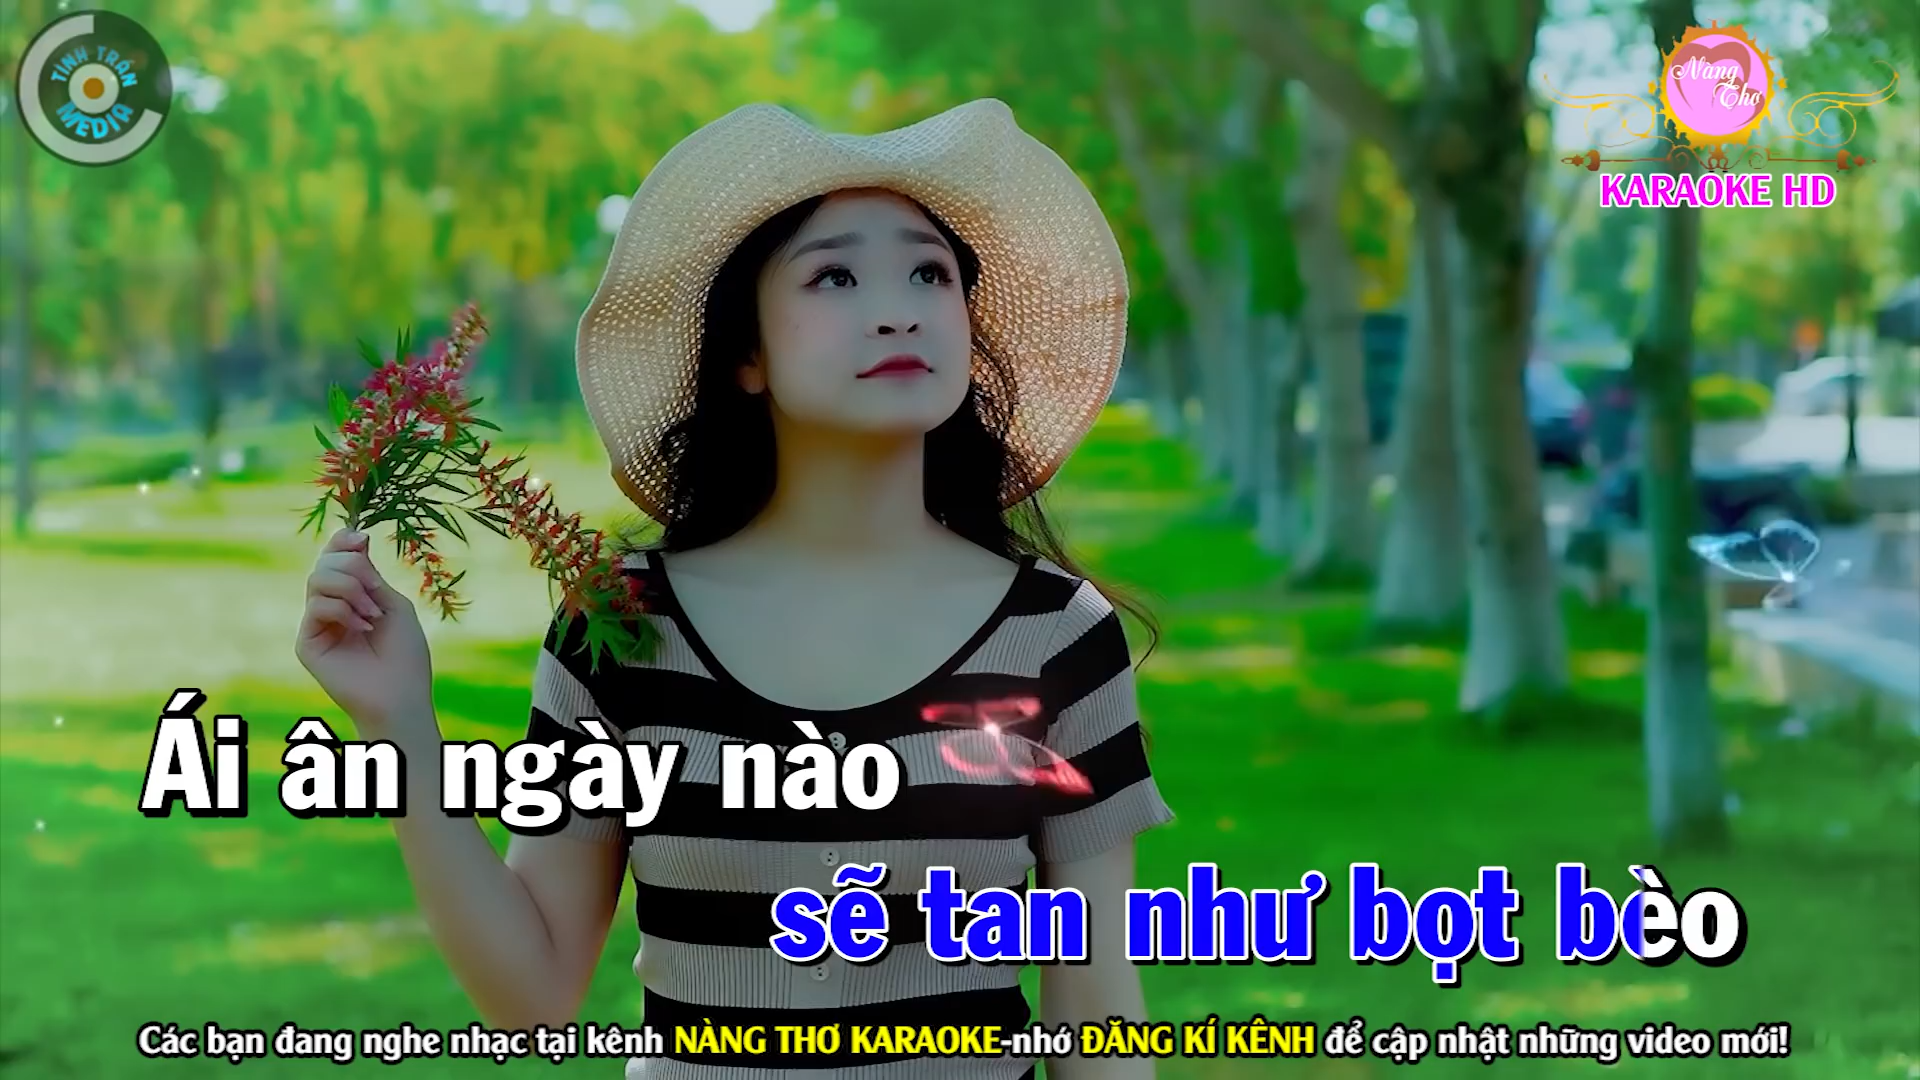 TÌNH TRẦN
MEDIA
Nàng
Thơ
KARAOKE HD
Ái ân ngày nào
sẽ tan như bọt bèo
Các bạn đang nghe nhạc tại kênh NÀNG THƠ KARAOKE-nhớ ĐĂNG KÍ KÊNH để cập nhật những video mới!